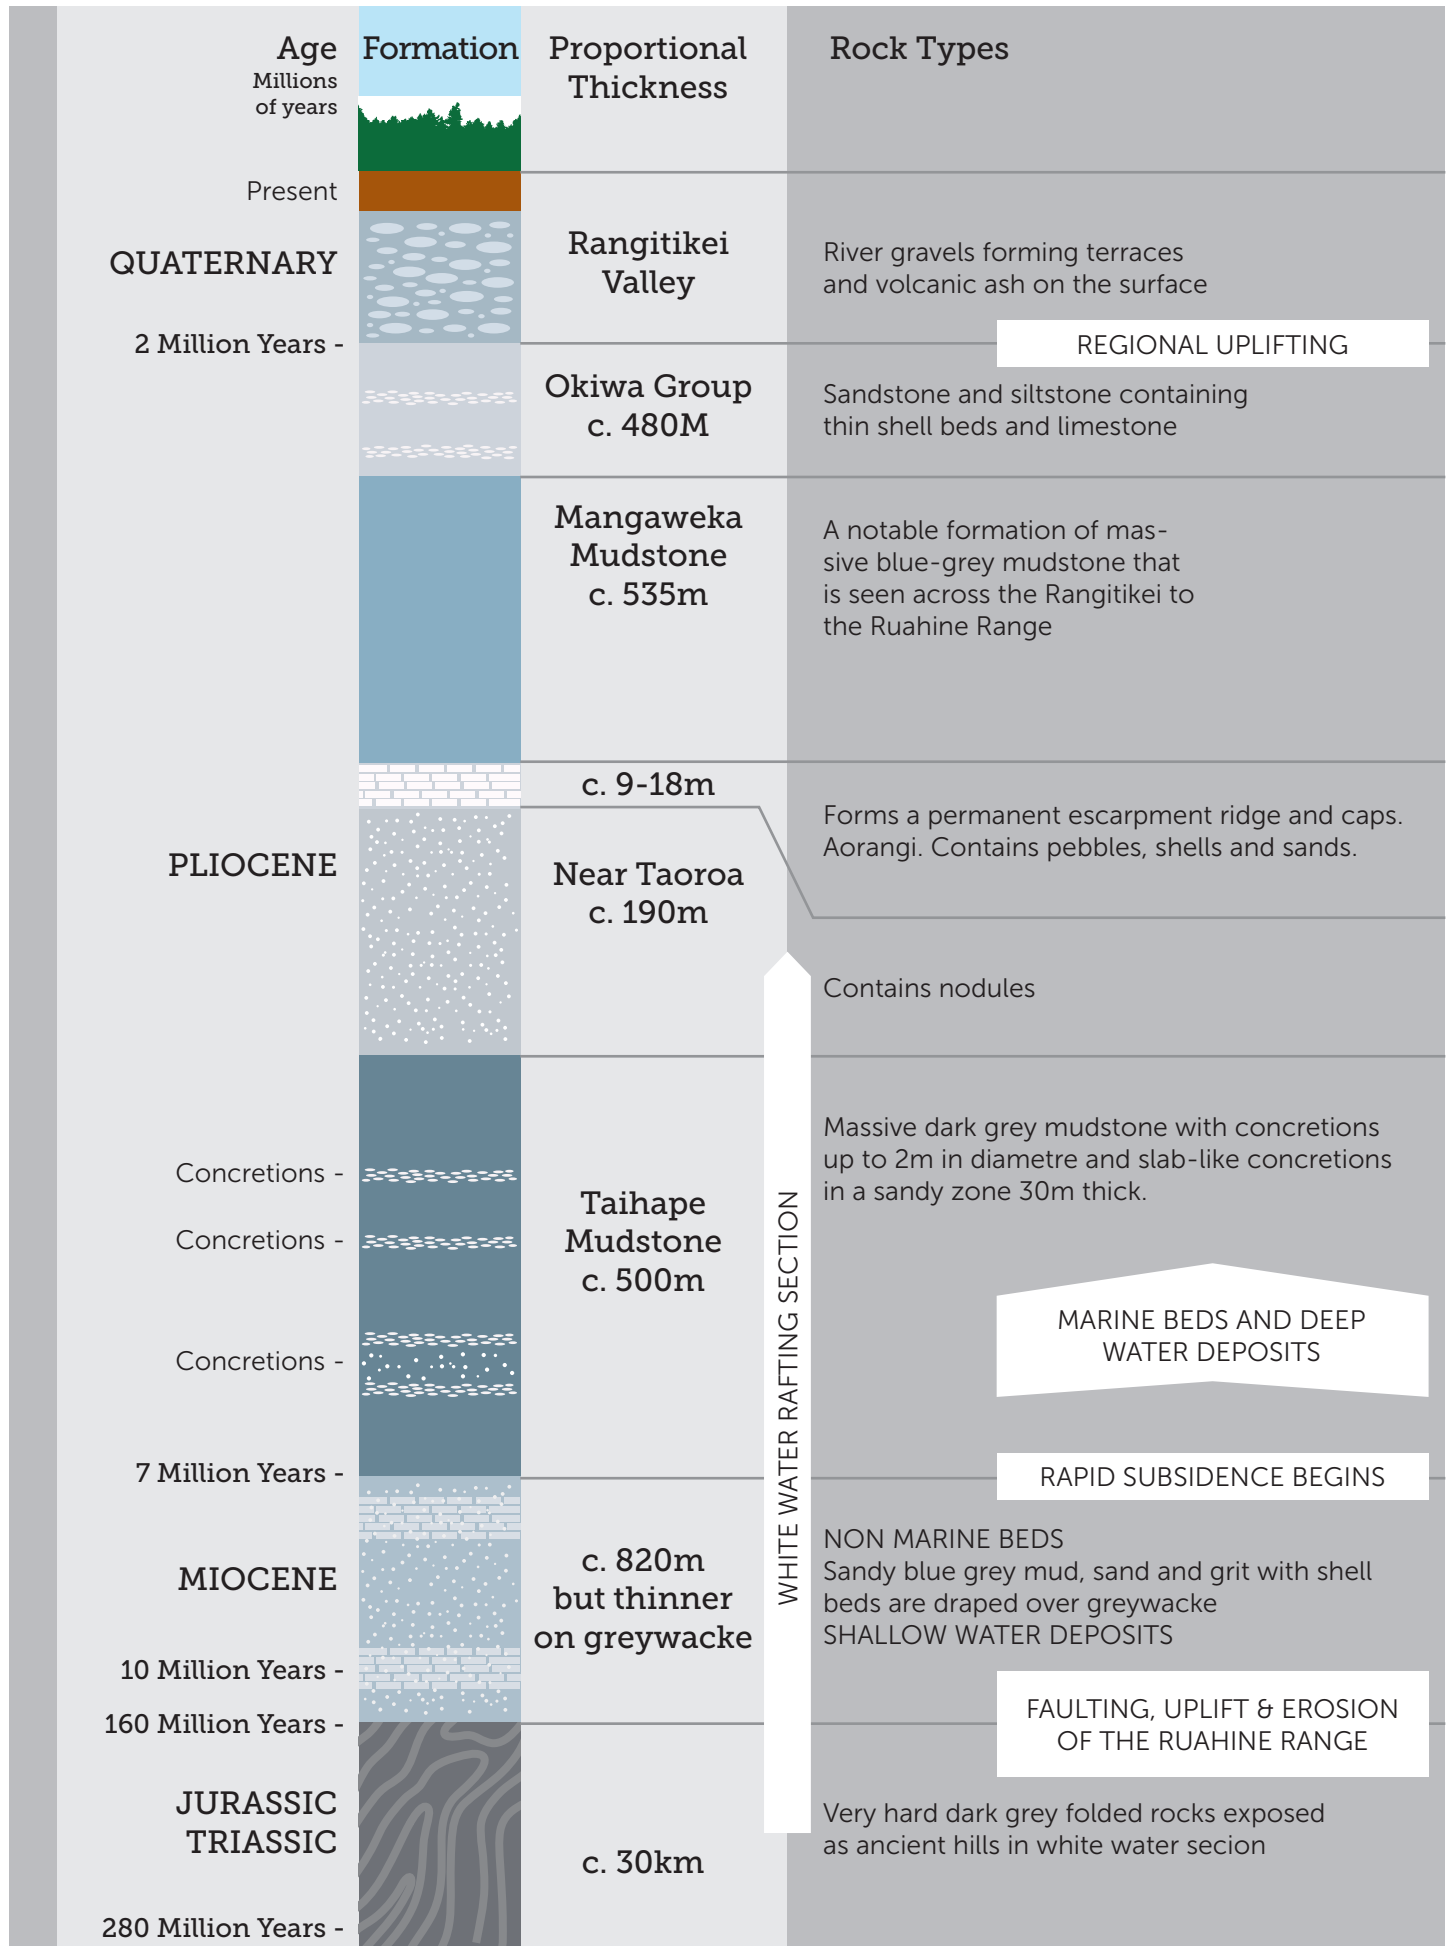 Age
Millions
of years
Formation
Proportional
Thickness
Rock Types
Present
QUATERNARY
Rangitikei
Valley
River gravels forming terraces
and volcanic ash on the surface
2 Million Years -
REGIONAL UPLIFTING
Okiwa Group
c. 480M
Sandstone and siltstone containing
thin shell beds and limestone
Mangaweka
Mudstone
c. 535m
A notable formation of mas-
sive blue-grey mudstone that
is seen across the Rangitikei to
the Ruahine Range
c. 9-18m
Forms a permanent escarpment ridge and caps.
Aorangi. Contains pebbles, shells and sands.
PLIOCENE
Near Taoroa
c. 190m
Contains nodules
Concretions -
Concretions -
Concretions -
Taihape
Mudstone
c. 500m
WHITE WATER RAFTING SECTION
Massive dark grey mudstone with concretions
up to 2m in diametre and slab-like concretions
in a sandy zone 30m thick.
MARINE BEDS AND DEEP
WATER DEPOSITS
7 Million Years -
RAPID SUBSIDENCE BEGINS
MIOCENE
c. 820m
but thinner
on greywacke
NON MARINE BEDS
Sandy blue grey mud, sand and grit with shell
beds are draped over greywacke
SHALLOW WATER DEPOSITS
10 Million Years -
160 Million Years -
FAULTING, UPLIFT & EROSION
OF THE RUAHINE RANGE
JURASSIC
TRIASSIC
c. 30km
Very hard dark grey folded rocks exposed
as ancient hills in white water secion
280 Million Years -